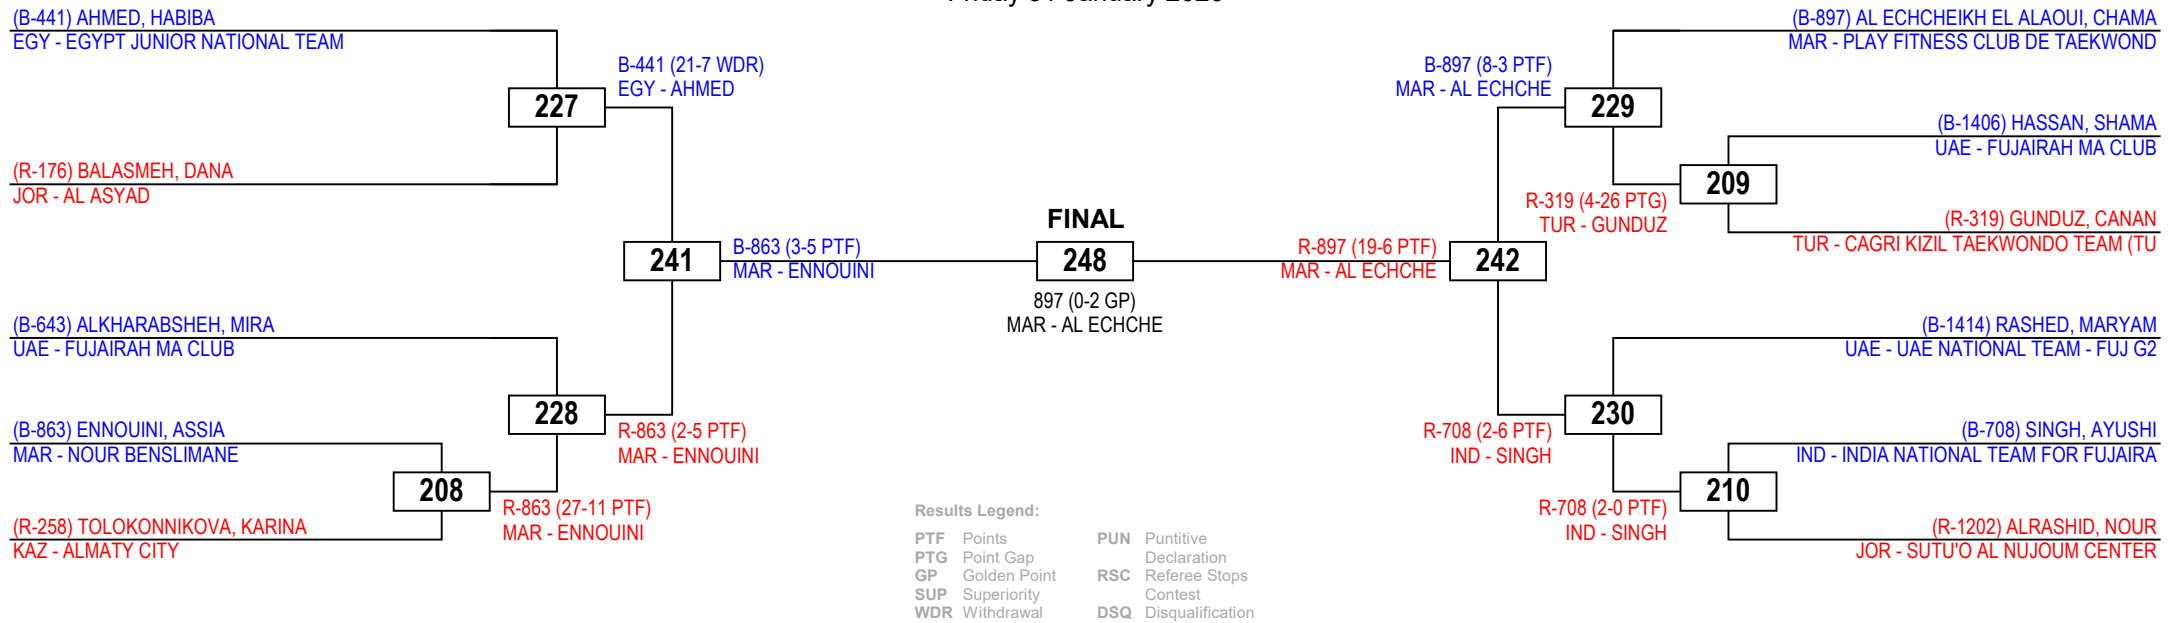 (B-441) AHMED, HABIBA
EGY - EGYPT JUNIOR NATIONAL TEAM
B-441 (21-7 WDR)
EGY - AHMED
227
(R-176) BALASMEH, DANA
JOR - AL ASYAD
241
B-863 (3-5 PTF)
MAR - ENNOUINI
(B-643) ALKHARABSHEH, MIRA
UAE - FUJAIRAH MA CLUB
228
R-863 (2-5 PTF)
MAR - ENNOUINI
(B-863) ENNOUINI, ASSIA
MAR - NOUR BENSLIMANE
208
R-863 (27-11 PTF)
MAR - ENNOUINI
(R-258) TOLOKONNIKOVA, KARINA
KAZ - ALMATY CITY
FINAL
248
897 (0-2 GP)
MAR - AL ECHCHE
(B-897) AL ECHCHEIKH EL ALAOUI, CHAMA
MAR - PLAY FITNESS CLUB DE TAEKWOND
B-897 (8-3 PTF)
MAR - AL ECHCHE
229
(B-1406) HASSAN, SHAMA
UAE - FUJAIRAH MA CLUB
209
R-319 (4-26 PTG)
TUR - GUNDUZ
(R-319) GUNDUZ, CANAN
TUR - CAGRI KIZIL TAEKWONDO TEAM (TU
R-897 (19-6 PTF)
MAR - AL ECHCHE
242
(B-1414) RASHED, MARYAM
UAE - UAE NATIONAL TEAM - FUJ G2
230
R-708 (2-6 PTF)
IND - SINGH
(B-708) SINGH, AYUSHI
IND - INDIA NATIONAL TEAM FOR FUJAIRA
210
R-708 (2-0 PTF)
IND - SINGH
(R-1202) ALRASHID, NOUR
JOR - SUTU'O AL NUJOUM CENTER
Results Legend:
PTF Points
PTG Point Gap
GP Golden Point
SUP Superiority
WDR Withdrawal
PUN Puntitive
Declaration
RSC Referee Stops
Contest
DSQ Disqualification